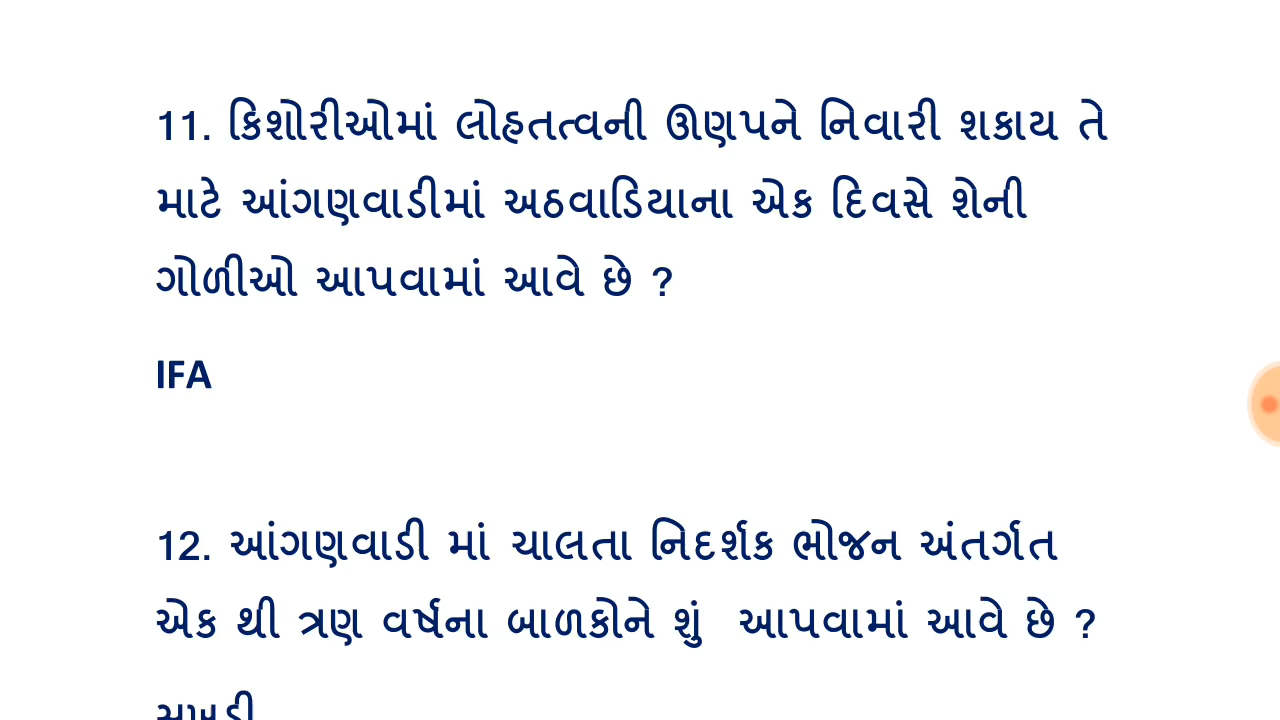 11. કિશોરીઓમાં લોહતત્વની ઊણપને નિવારી શકાય તે
માટે આંગણવાડીમાં અઠવાડિયાના એક દિવસે શેની
ગોળીઓ આપવામાં આવે છે ?
IFA
12. આંગણવાડી માં ચાલતા નિદર્શક ભોજન અંતર્ગત
એક થી ત્રણ વર્ષના બાળકોને શું આપવામાં આવે છે ?
સુખડી